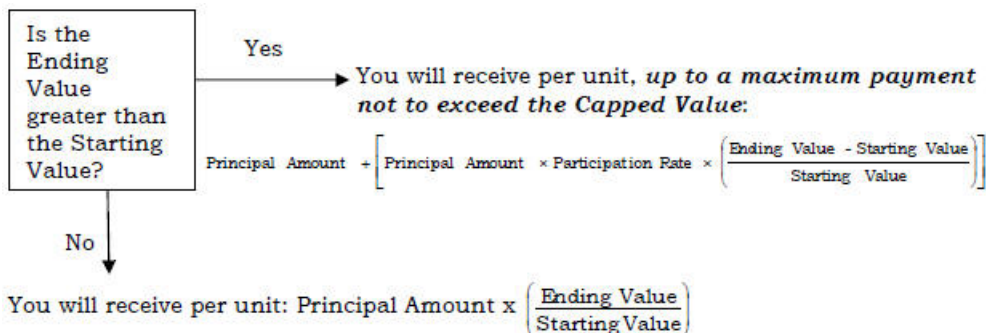 Is the
Ending
Value
greater than
the Starting
Value?
Yes
You will receive per unit, up to a maximum payment
not to exceed the Capped Value:
Principal Amount + [Principal Amount × Participation Rate × (Ending Value - Starting Value / Starting Value)]
No
You will receive per unit: Principal Amount x (Ending Value / Starting Value)